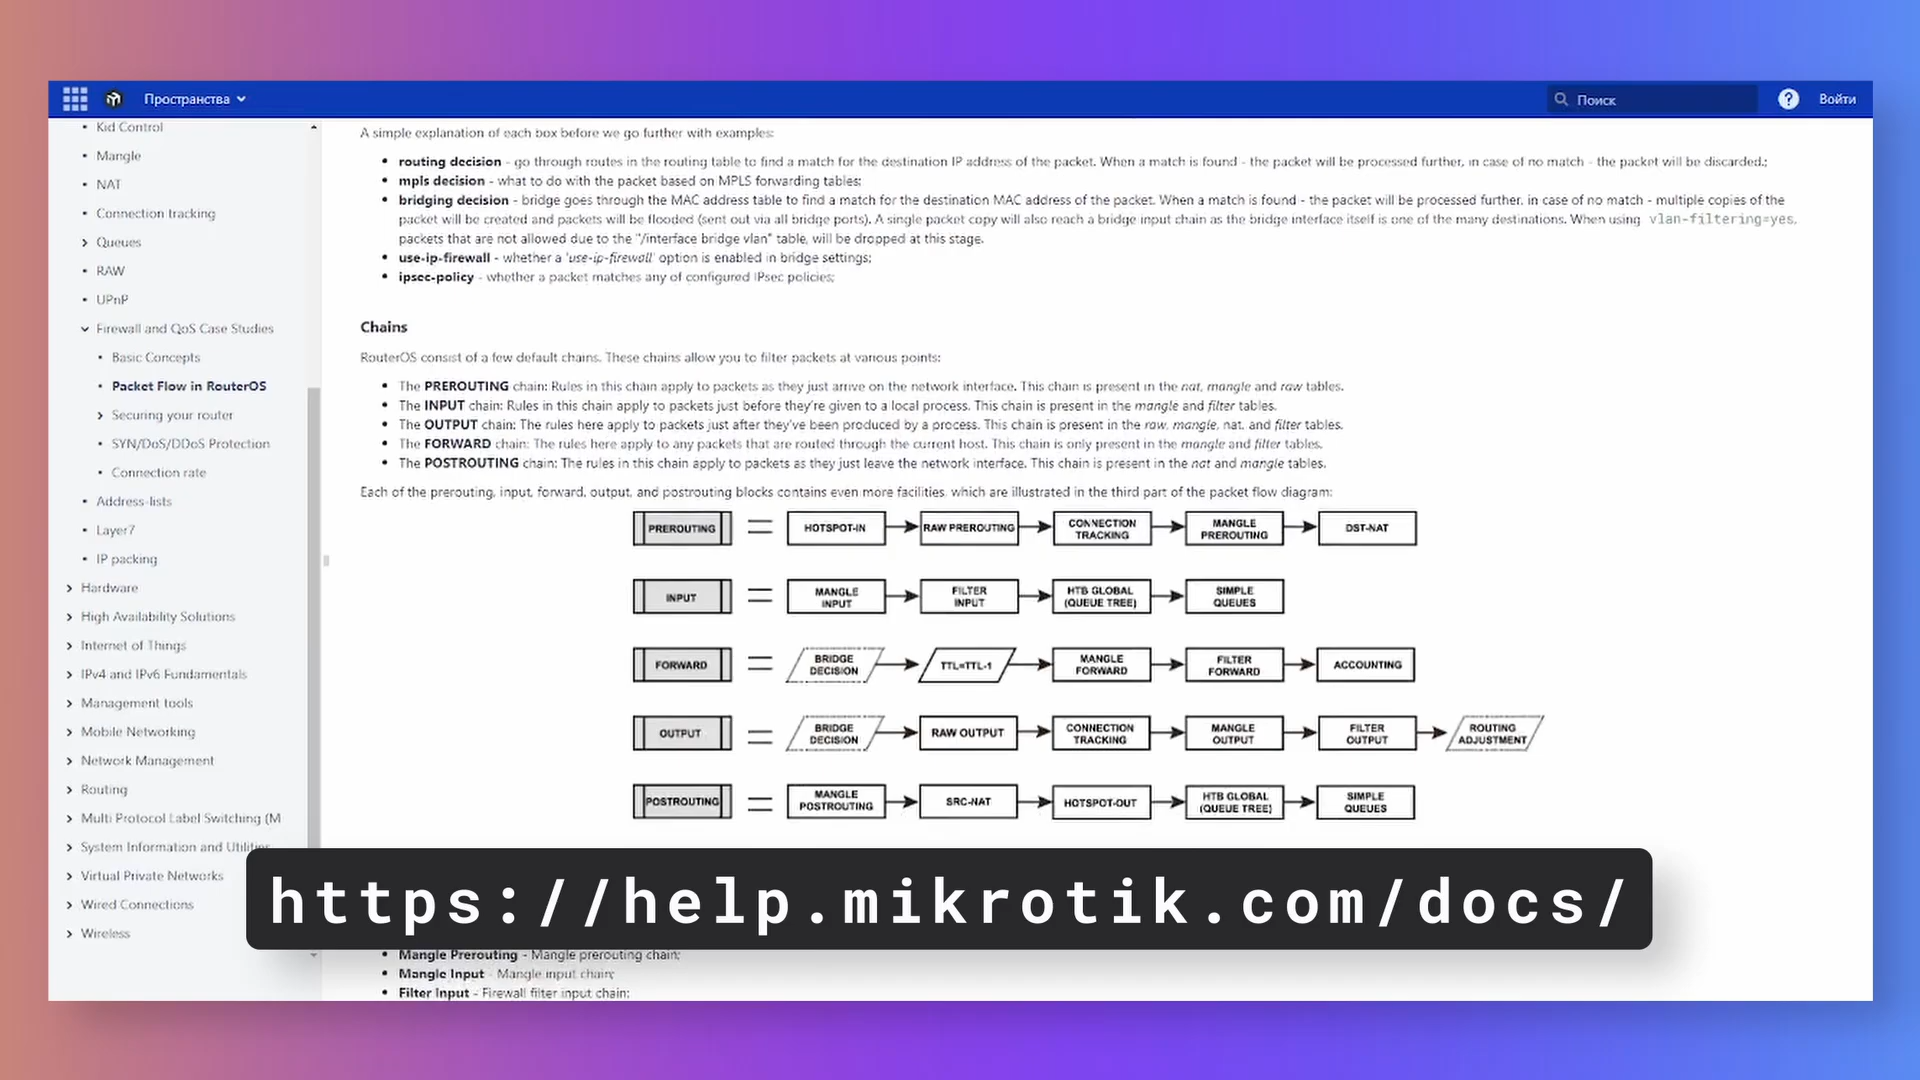 Пространства
Поиск
Войти
Kid Control
Mangle
NAT
Connection tracking
Queues
RAW
UPnP
Firewall and QoS Case Studies
Basic Concepts
Packet Flow in RouterOS
Securing your router
SYN/DoS/DDoS Protection
Connection rate
Address-lists
Layer7
IP packing
Hardware
High Availability Solutions
Internet of Things
IPv4 and IPv6 Fundamentals
Management tools
Mobile Networking
Network Management
Routing
Multi Protocol Label Switching (M
System Information and Utilities
Virtual Private Networks
Wired Connections
Wireless
A simple explanation of each box before we go further with examples:
• routing decision - go through routes in the routing table to find a match for the destination IP address of the packet. When a match is found - the packet will be processed further, in case of no match - the packet will be discarded.;
• mpls decision - what to do with the packet based on MPLS forwarding tables;
• bridging decision - bridge goes through the MAC address table to find a match for the destination MAC address of the packet. When a match is found - the packet will be processed further, in case of no match - multiple copies of the
packet will be created and packets will be flooded (sent out via all bridge ports). A single packet copy will also reach a bridge input chain as the bridge interface itself is one of the many destinations. When using vlan-filtering=yes,
packets that are not allowed due to the "/interface bridge vlan" table, will be dropped at this stage.
• use-ip-firewall - whether a 'use-ip-firewall' option is enabled in bridge settings;
• ipsec-policy - whether a packet matches any of configured IPsec policies;
Chains
RouterOS consist of a few default chains. These chains allow you to filter packets at various points:
• The PREROUTING chain: Rules in this chain apply to packets as they just arrive on the network interface. This chain is present in the nat, mangle and raw tables.
• The INPUT chain: Rules in this chain apply to packets just before they're given to a local process. This chain is present in the mangle and filter tables.
• The OUTPUT chain: The rules here apply to packets just after they've been produced by a process. This chain is present in the raw, mangle, nat, and filter tables.
• The FORWARD chain: The rules here apply to any packets that are routed through the current host. This chain is only present in the mangle and filter tables.
• The POSTROUTING chain: The rules in this chain apply to packets as they just leave the network interface. This chain is present in the nat and mangle tables.
Each of the prerouting, input, forward, output, and postrouting blocks contains even more facilities, which are illustrated in the third part of the packet flow diagram:
PREROUTING = HOTSPOT-IN RAW PREROUTING CONNECTION TRACKING MANGLE PREROUTING DST-NAT
INPUT = MANGLE INPUT FILTER INPUT HTB GLOBAL (QUEUE TREE) SIMPLE QUEUES
FORWARD = BRIDGE DECISION TTL=TTL-1 MANGLE FORWARD FILTER FORWARD ACCOUNTING
OUTPUT = BRIDGE DECISION RAW OUTPUT CONNECTION TRACKING MANGLE OUTPUT FILTER OUTPUT ROUTING ADJUSTMENT
POSTROUTING = MANGLE POSTROUTING SRC-NAT HOTSPOT-OUT HTB GLOBAL (QUEUE TREE) SIMPLE QUEUES
https://help.mikrotik.com/docs/
• Mangle Prerouting - Mangle prerouting chain;
• Mangle Input - Mangle input chain;
• Filter Input - Firewall filter input chain;